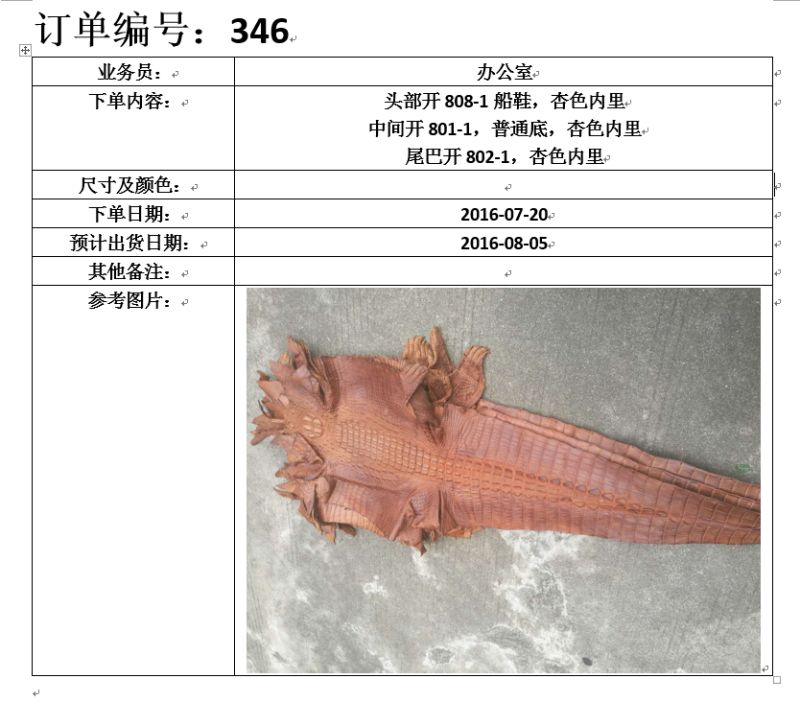 订单编号：346
业务员：
办公室
下单内容：
头部开 808-1 船鞋，杏色内里
中间开 801-1，普通底，杏色内里
尾巴开 802-1，杏色内里
尺寸及颜色：
下单日期：
2016-07-20
预计出货日期：
2016-08-05
其他备注：
参考图片：